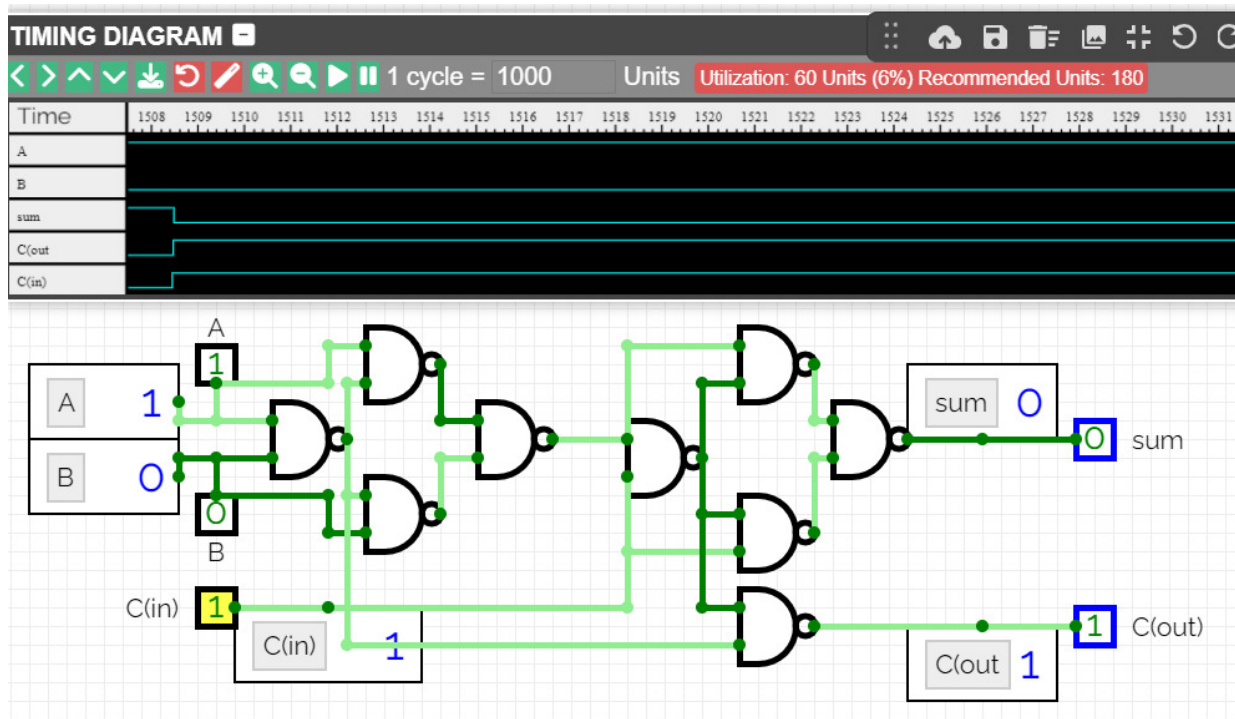 TIMING DIAGRAM
1 cycle = 1000 Units Utilization: 60 Units (6%) Recommended Units: 180
Time 1508 1509 1510 1511 1512 1513 1514 1515 1516 1517 1518 1519 1520 1521 1522 1523 1524 1525 1526 1527 1528 1529 1530 1531
A
B
sum
C(out
C(in)
A
1
A 1
B 0
0
B
C(in) 1
C(in) 1
sum 0
0 sum
1 C(out)
C(out 1